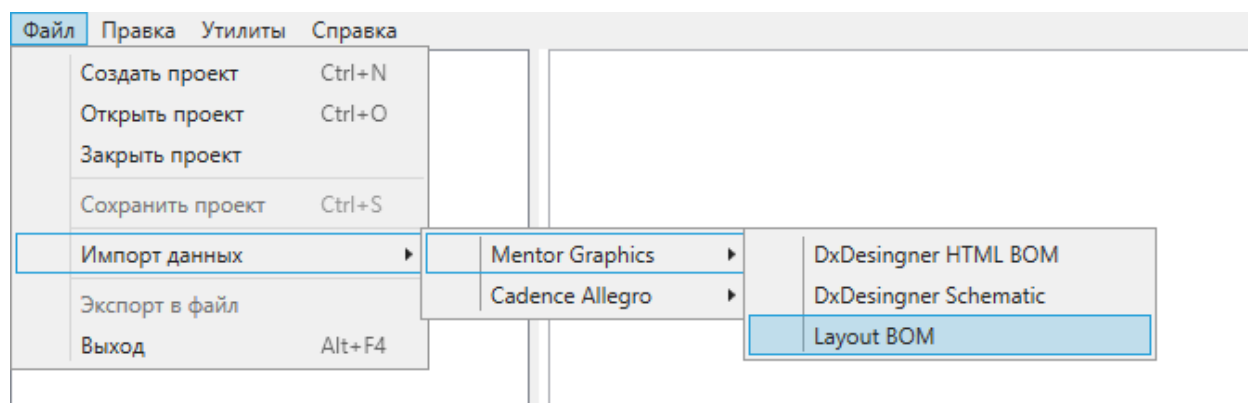 Файл Правка Утилиты Справка
Создать проект Ctrl+N
Открыть проект Ctrl+O
Закрыть проект
Сохранить проект Ctrl+S
Импорт данных
Экспорт в файл
Выход Alt+F4
Mentor Graphics
Cadence Allegro
DxDesingner HTML BOM
DxDesingner Schematic
Layout BOM